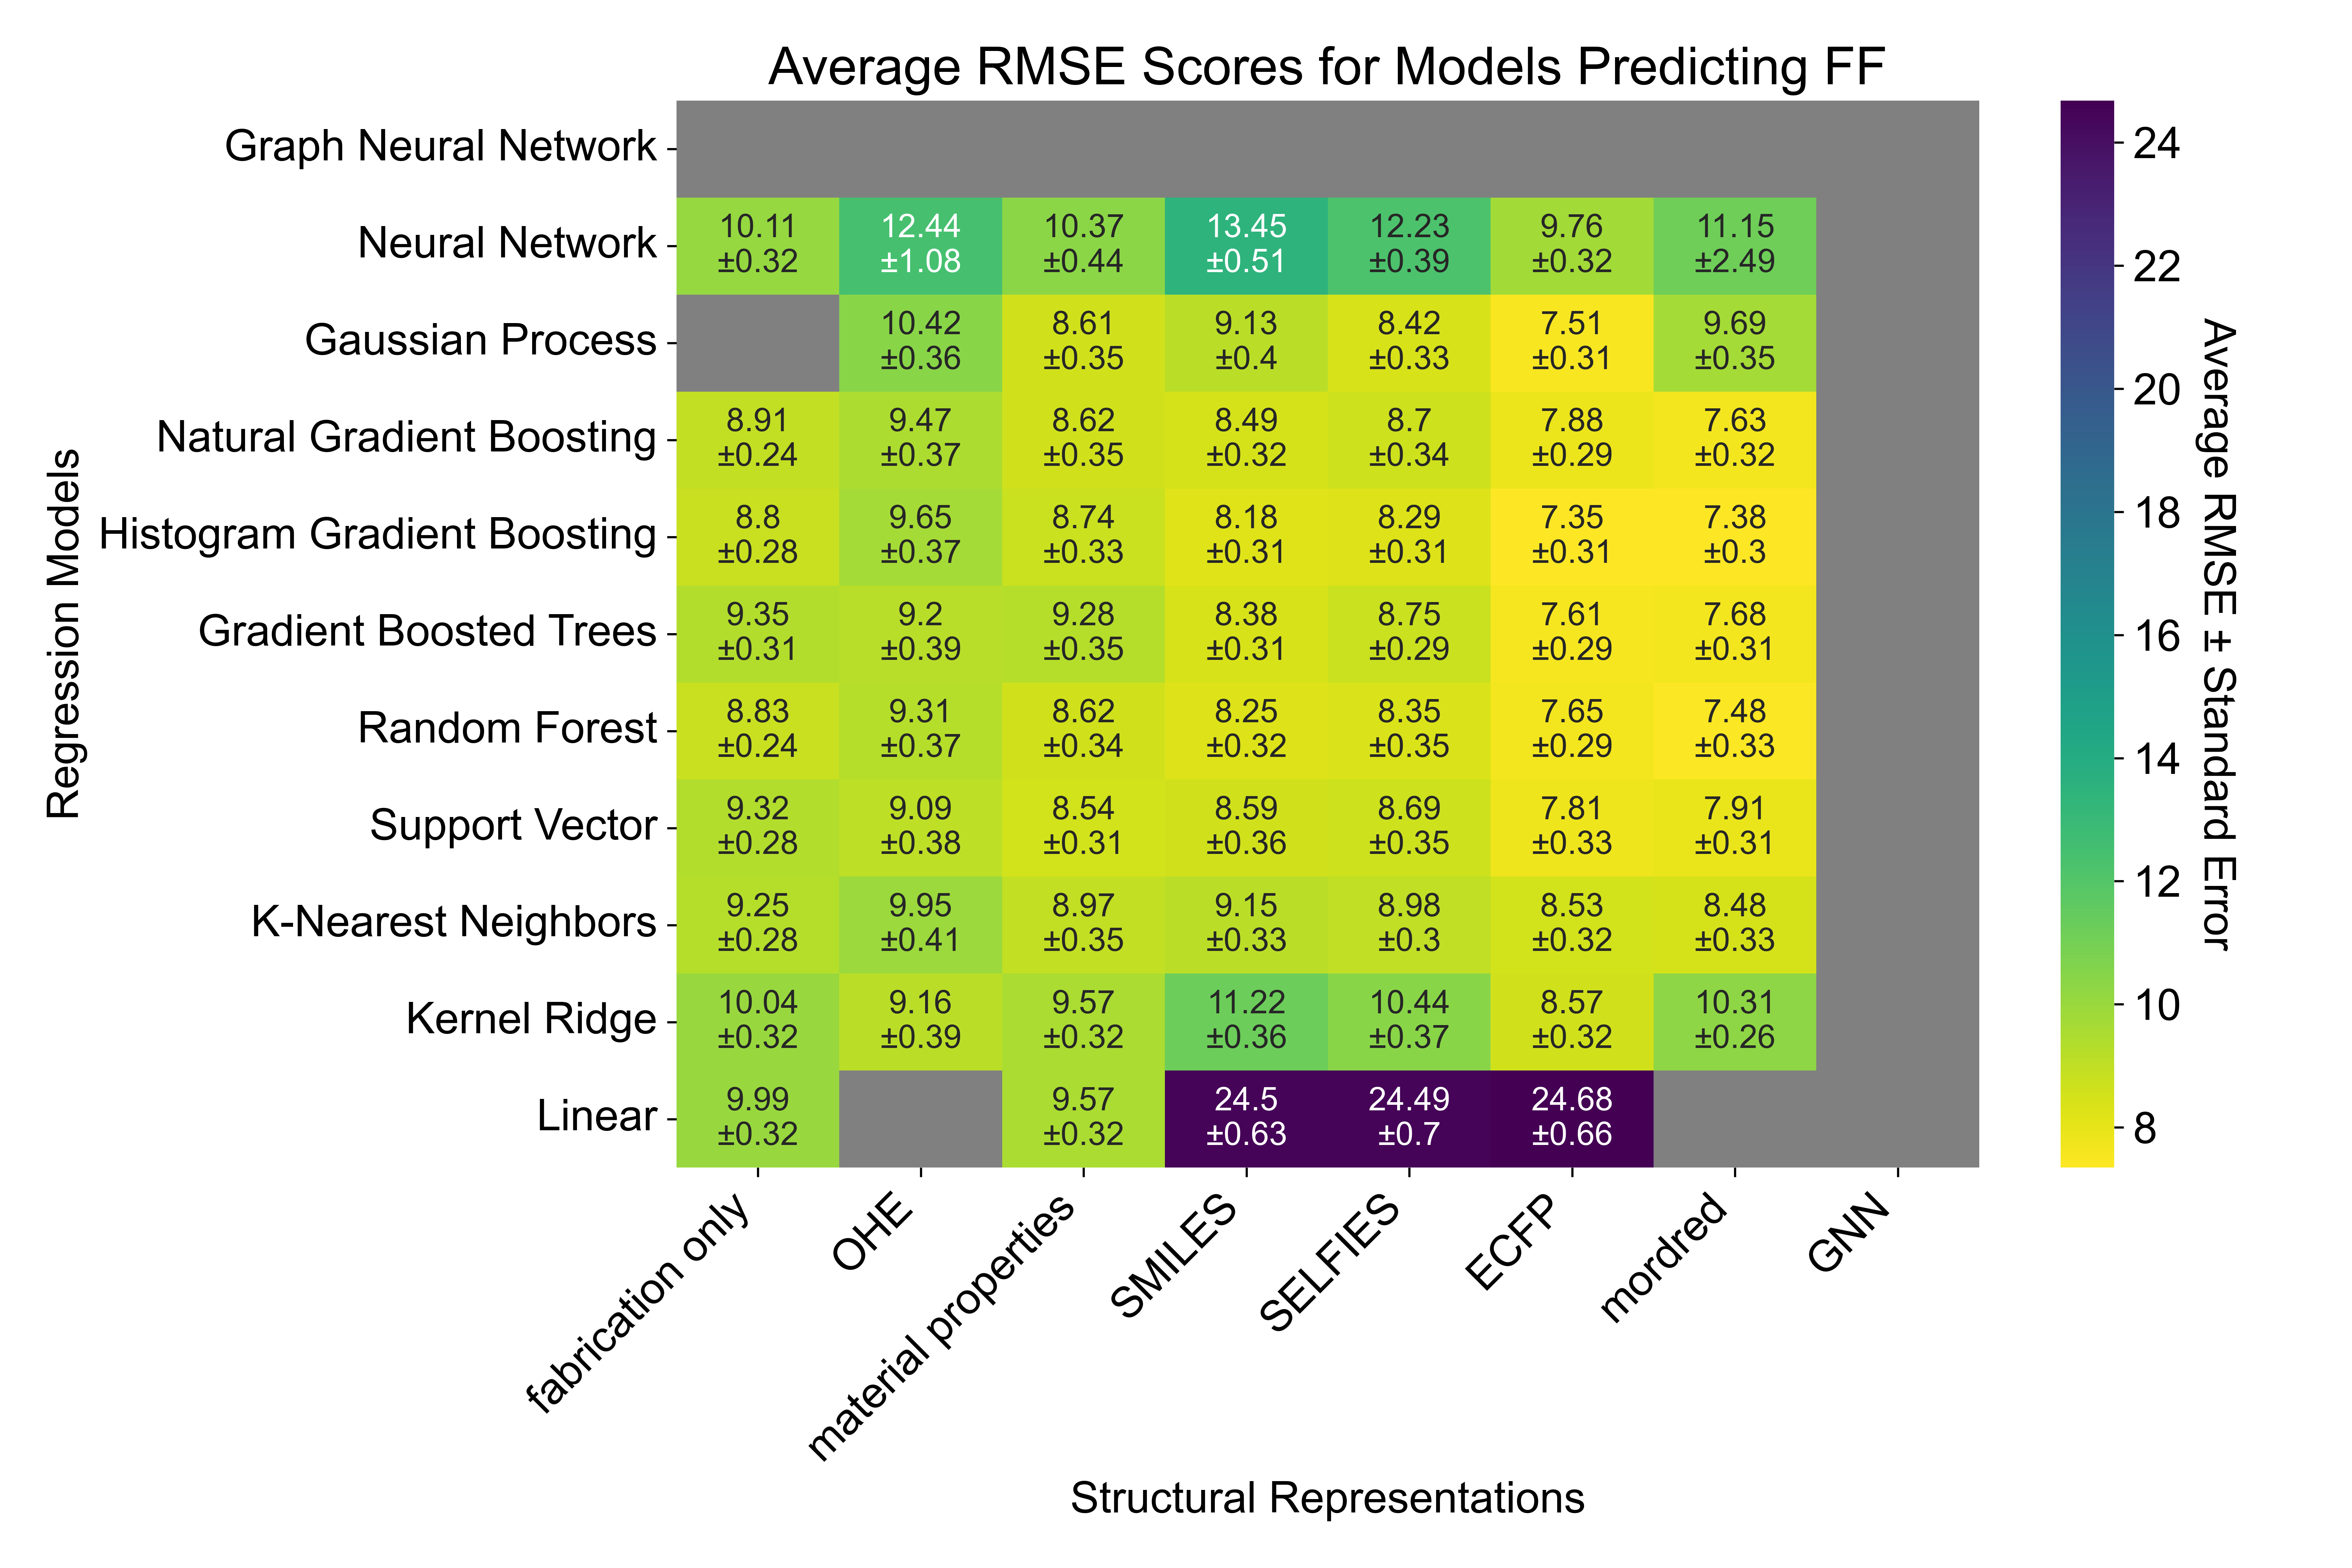 Average RMSE Scores for Models Predicting FF
Regression Models
Graph Neural Network
Neural Network
10.11 12.44 10.37 13.45 12.23 9.76 11.15
±0.32 ±1.08 ±0.44 ±0.51 ±0.39 ±0.32 ±2.49
Gaussian Process
10.42 8.61 9.13 8.42 7.51 9.69
±0.36 ±0.35 ±0.4 ±0.33 ±0.31 ±0.35
Natural Gradient Boosting
8.91 9.47 8.62 8.49 8.7 7.88 7.63
±0.24 ±0.37 ±0.35 ±0.32 ±0.34 ±0.29 ±0.32
Histogram Gradient Boosting
8.8 9.65 8.74 8.18 8.29 7.35 7.38
±0.28 ±0.37 ±0.33 ±0.31 ±0.31 ±0.31 ±0.3
Gradient Boosted Trees
9.35 9.2 9.28 8.38 8.75 7.61 7.68
±0.31 ±0.39 ±0.35 ±0.31 ±0.29 ±0.29 ±0.31
Random Forest
8.83 9.31 8.62 8.25 8.35 7.65 7.48
±0.24 ±0.37 ±0.34 ±0.32 ±0.35 ±0.29 ±0.33
Support Vector
9.32 9.09 8.54 8.59 8.69 7.81 7.91
±0.28 ±0.38 ±0.31 ±0.36 ±0.35 ±0.33 ±0.31
K-Nearest Neighbors
9.25 9.95 8.97 9.15 8.98 8.53 8.48
±0.28 ±0.41 ±0.35 ±0.33 ±0.3 ±0.32 ±0.33
Kernel Ridge
10.04 9.16 9.57 11.22 10.44 8.57 10.31
±0.32 ±0.39 ±0.32 ±0.36 ±0.37 ±0.32 ±0.26
Linear
9.99 9.57 24.5 24.49 24.68
±0.32 ±0.32 ±0.63 ±0.7 ±0.66
fabrication only
OHE
material properties
SMILES
SELFIES
ECFP
mordred
GNN
Structural Representations
24
22
20
18
16
14
12
10
8
Average RMSE ± Standard Error